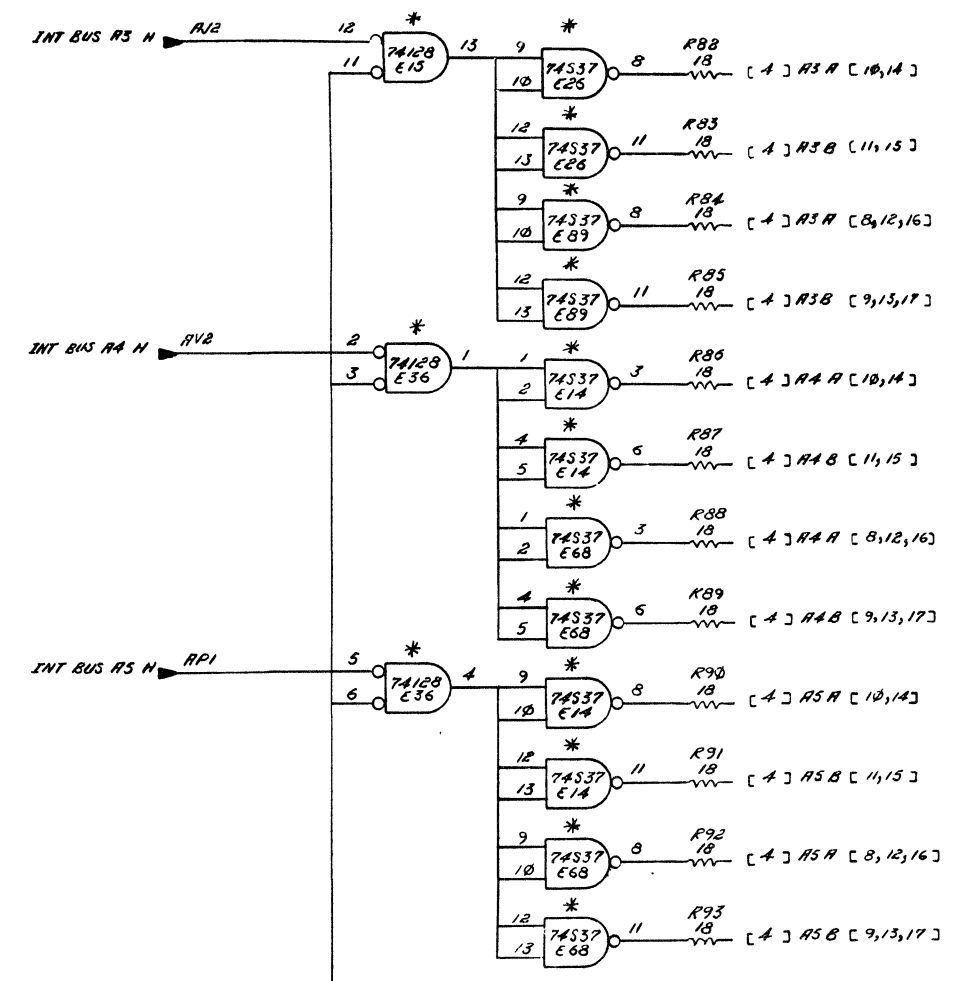 INT BUS A3 H AJ2 12 * 74128 E15 13 9 * 74S37 E26 8 R82 18 [4] A3 A [10,14]
11 10
12 * 74S37 E26 11 R83 18 [4] A3 B [11,15]
13
9 * 74S37 E89 8 R84 18 [4] A3 A [8,12,16]
10
12 * 74S37 E89 11 R85 18 [4] A3 B [9,13,17]
13
INT BUS A4 H AV2 2 * 74128 E36 1 1 * 74S37 E14 3 R86 18 [4] A4 A [10,14]
3 2
4 * 74S37 E14 6 R87 18 [4] A4 B [11,15]
5
1 * 74S37 E68 3 R88 18 [4] A4 A [8,12,16]
2
4 * 74S37 E68 6 R89 18 [4] A4 B [9,13,17]
5
INT BUS A5 H AP1 5 * 74128 E36 4 9 * 74S37 E14 8 R90 18 [4] A5 A [10,14]
6 10
12 * 74S37 E14 11 R91 18 [4] A5 B [11,15]
13
9 * 74S37 E68 8 R92 18 [4] A5 A [8,12,16]
10
12 * 74S37 E68 11 R93 18 [4] A5 B [9,13,17]
13